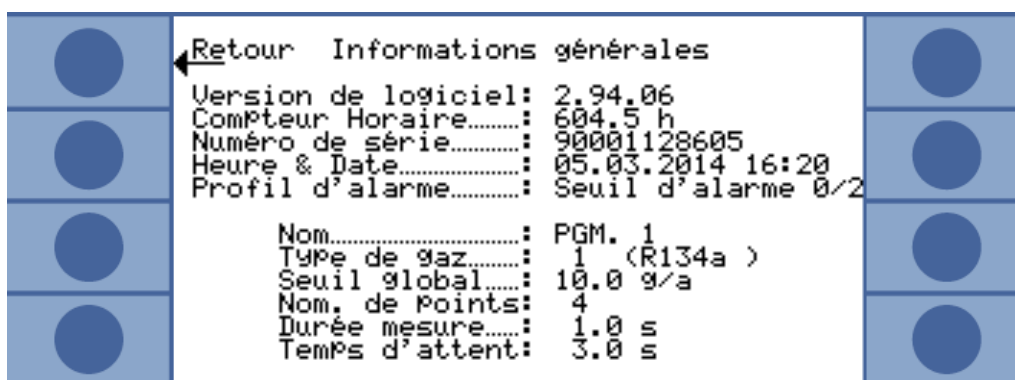 Retour Informations générales
Version de logiciel: 2.94.06
Compteur Horaire……: 604.5 h
Numéro de série………: 90001128605
Heure & Date……………: 05.03.2014 16:20
Profil d'alarme………: Seuil d'alarme 0/2
Nom…………………………: PGM. 1
Type de gaz……: 1 (R134a )
Seuil global……: 10.0 g/a
Nom. de points: 4
Durée mesure……: 1.0 s
Temps d'attent: 3.0 s